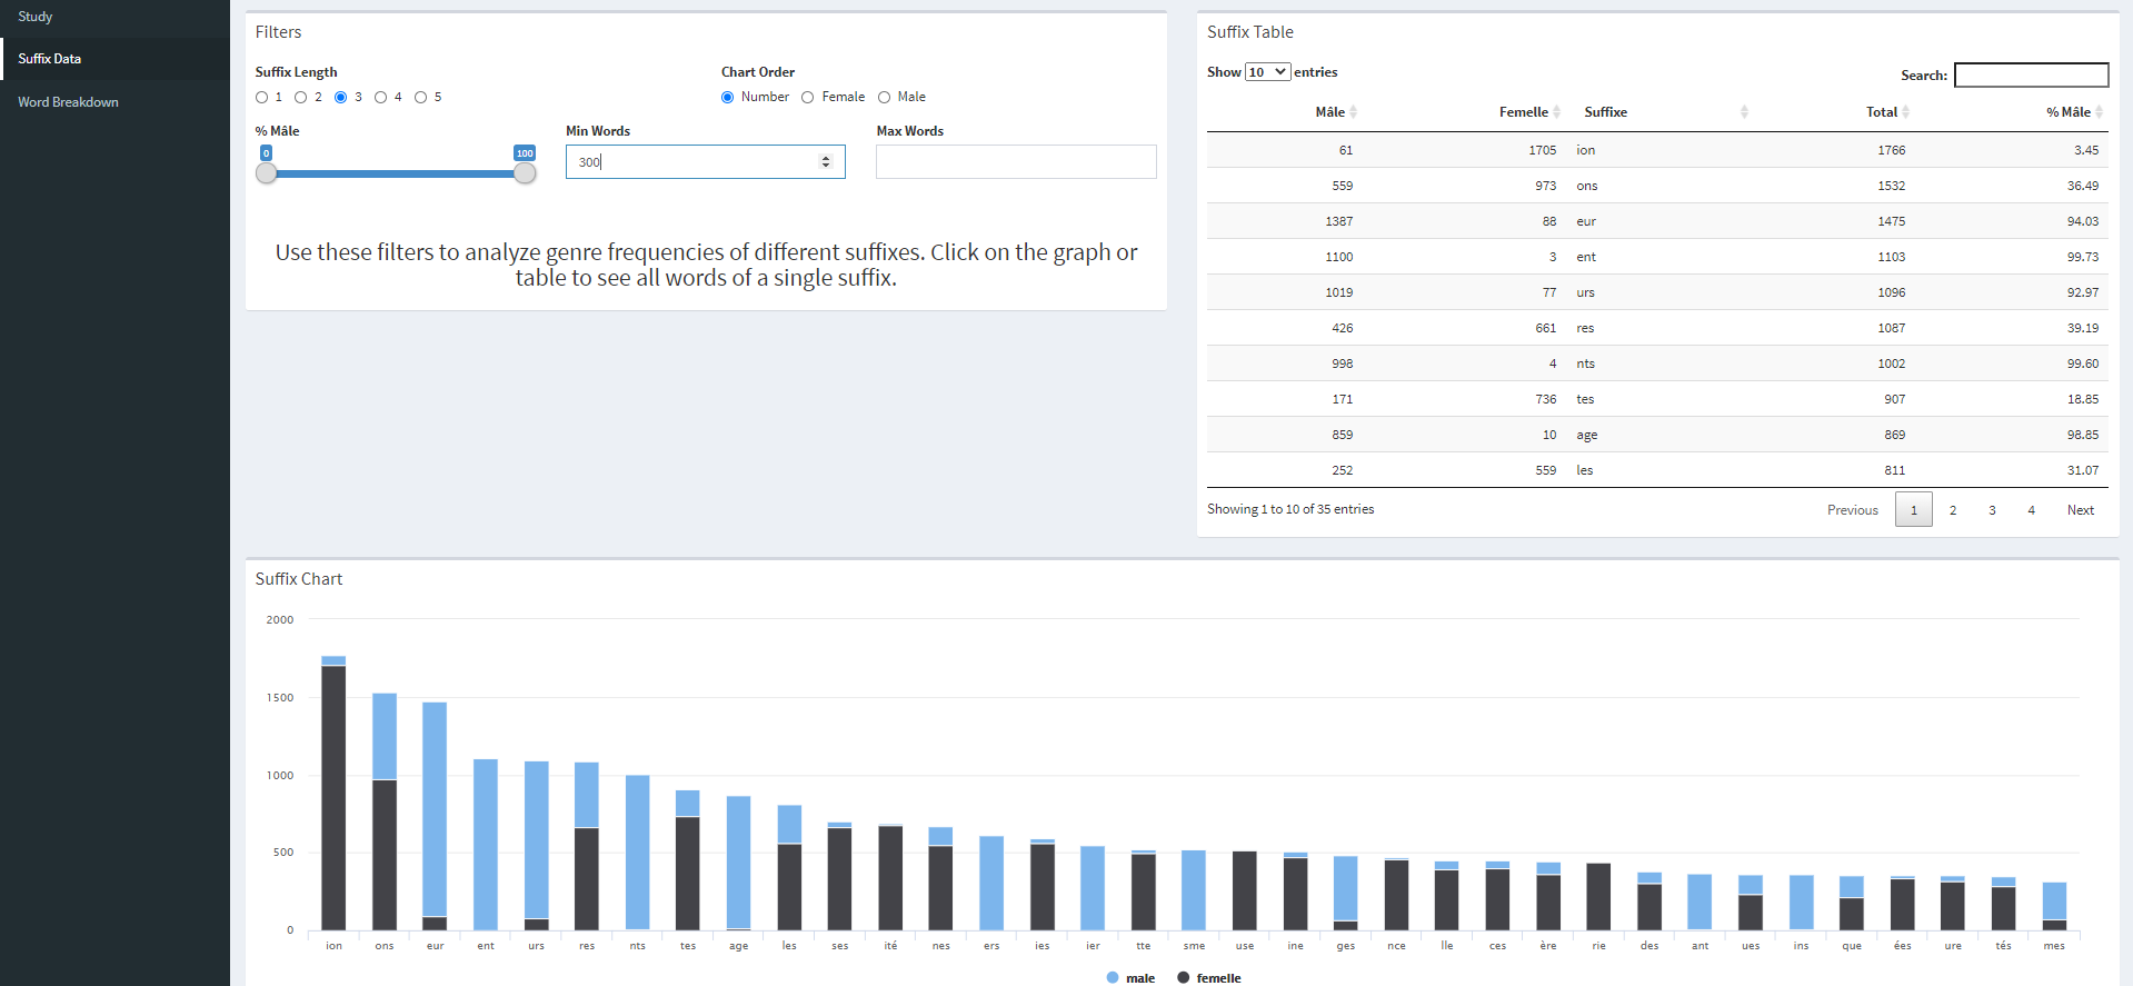 Study
Suffix Data
Word Breakdown
Filters
Suffix Length
1 2 3 4 5
Chart Order
Number Female Male
% Mâle
0 100
Min Words
300
Max Words
Use these filters to analyze genre frequencies of different suffixes. Click on the graph or
table to see all words of a single suffix.
Suffix Table
Show 10 entries
Search:
Mâle Femelle Suffixe Total % Mâle
61 1705 ion 1766 3.45
559 973 ons 1532 36.49
1387 88 eur 1475 94.03
1100 3 ent 1103 99.73
1019 77 urs 1096 92.97
426 661 res 1087 39.19
998 4 nts 1002 99.60
171 736 tes 907 18.85
859 10 age 869 98.85
252 559 les 811 31.07
Showing 1 to 10 of 35 entries
Previous 1 2 3 4 Next
Suffix Chart
2000
1500
1000
500
0
ion ons eur ent urs res nts tes age les ses ité nes ers ies ier tte sme use ine ges nce lle ces ère rie des ant ues ins que ées ure tés mes
male femelle